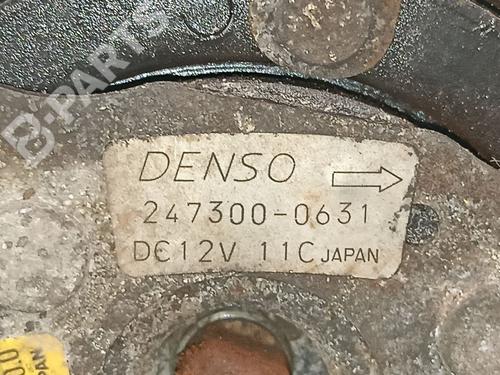 B-PARTS
DENSO
247300-0631
DC12V 11C JAPAN